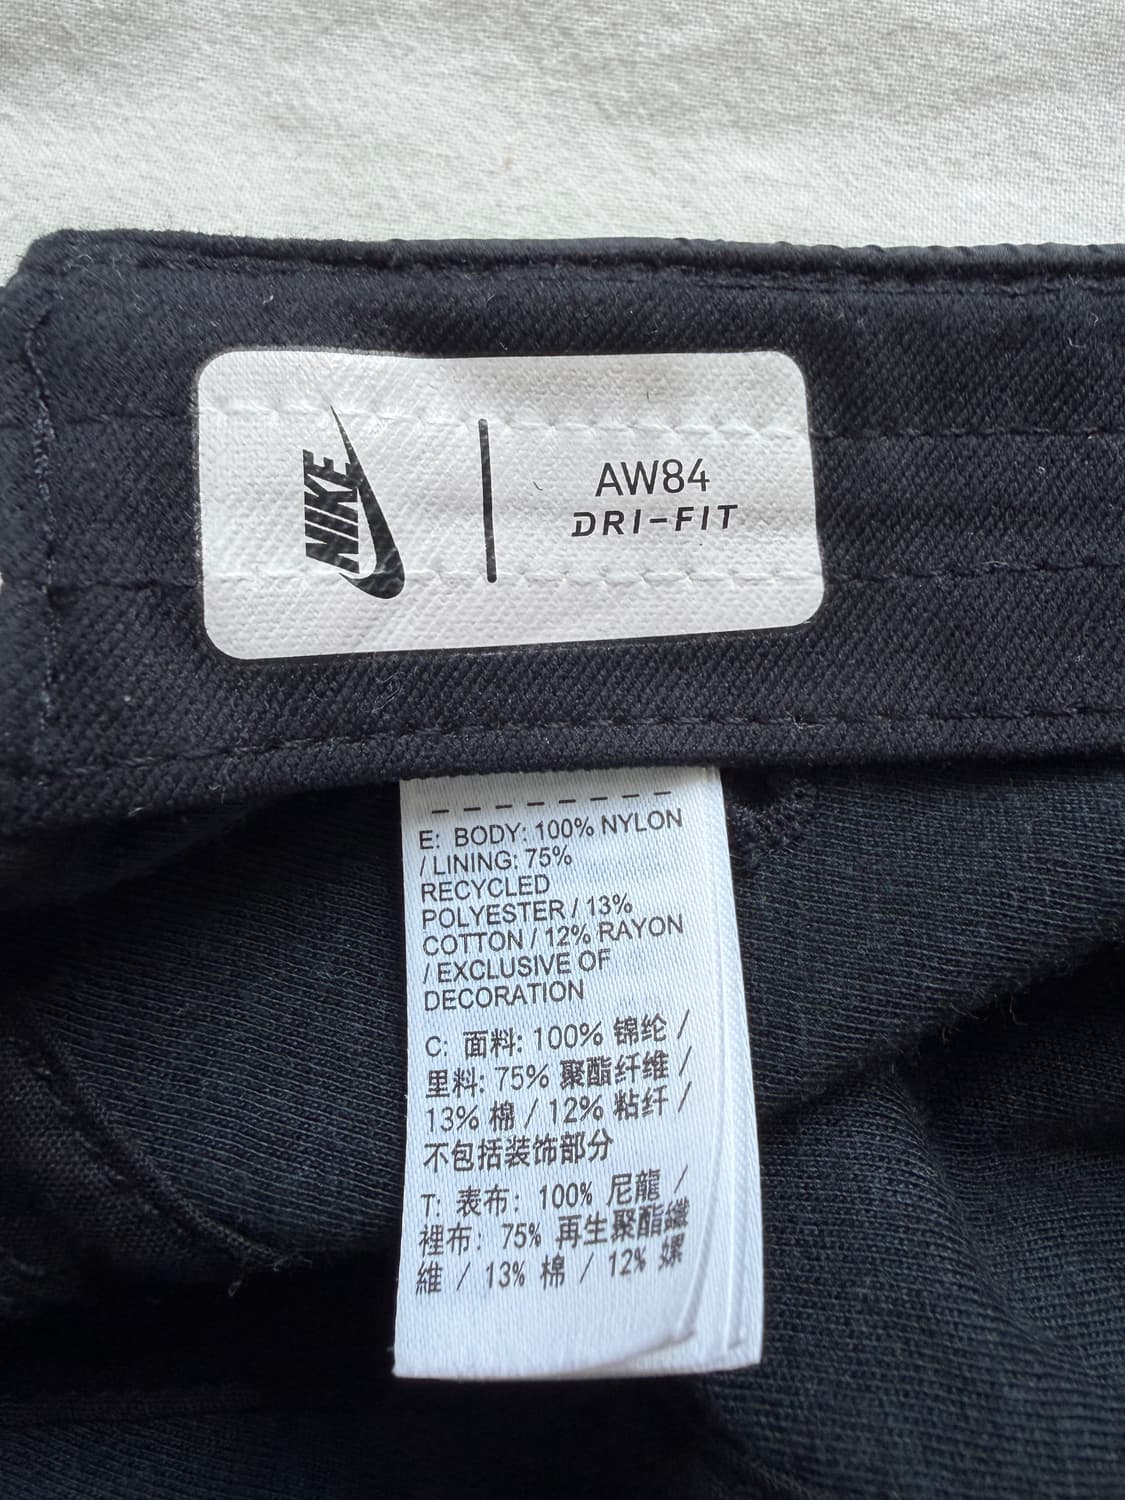 NIKE
AW84
DRI-FIT
E: BODY: 100% NYLON
/ LINING: 75%
RECYCLED
POLYESTER / 13%
COTTON / 12% RAYON
/ EXCLUSIVE OF
DECORATION
C: 面料: 100% 锦纶 /
里料: 75% 聚酯纤维 /
13% 棉 / 12% 粘纤 /
不包括装饰部分
T: 表布: 100% 尼龍 /
裡布: 75% 再生聚酯纖
維 / 13% 棉 / 12% 嫘